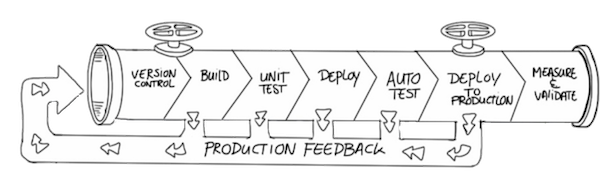 VERSION
CONTROL
BUILD
UNIT
TEST
DEPLOY
AUTO
TEST
DEPLOY
TO
PRODUCTION
MEASURE
&
VALIDATE
PRODUCTION FEEDBACK